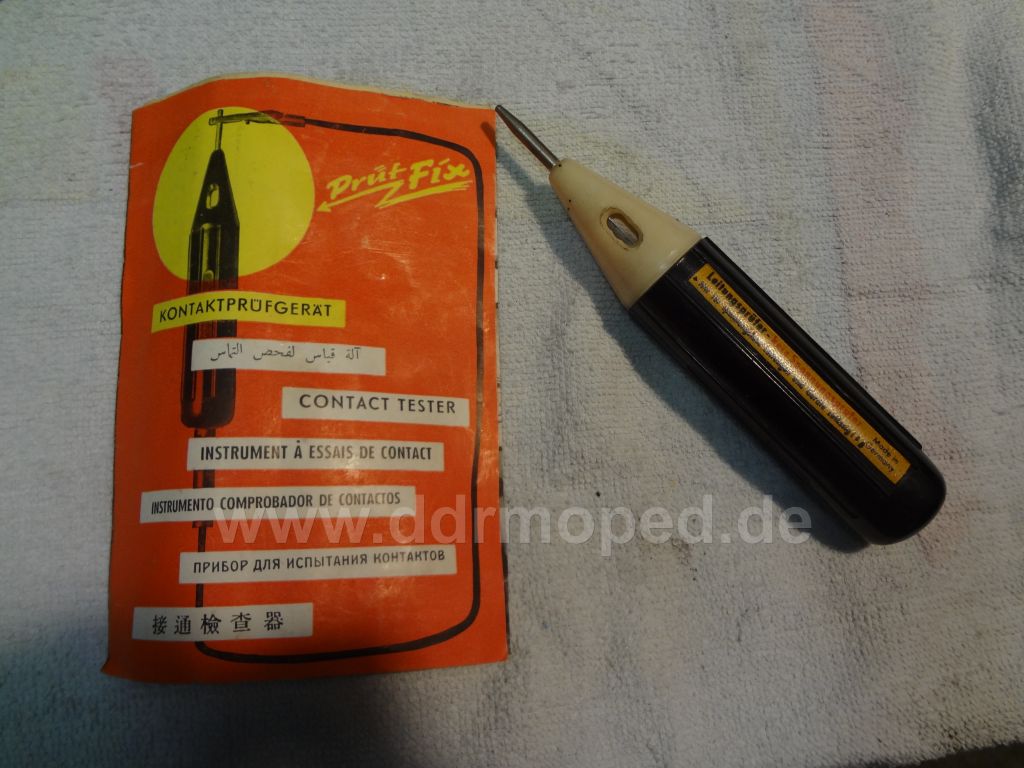 Prüf Fix
KONTAKTPRÜFGERÄT
آلة قياس لفحص التماس
CONTACT TESTER
INSTRUMENT À ESSAIS DE CONTACT
INSTRUMENTO COMPROBADOR DE CONTACTOS
www.ddrmoped.de
ПРИБОР ДЛЯ ИСПЫТАНИЯ КОНТАКТОВ
接通檢查器
Leitungsprüfer
Made in
Germany